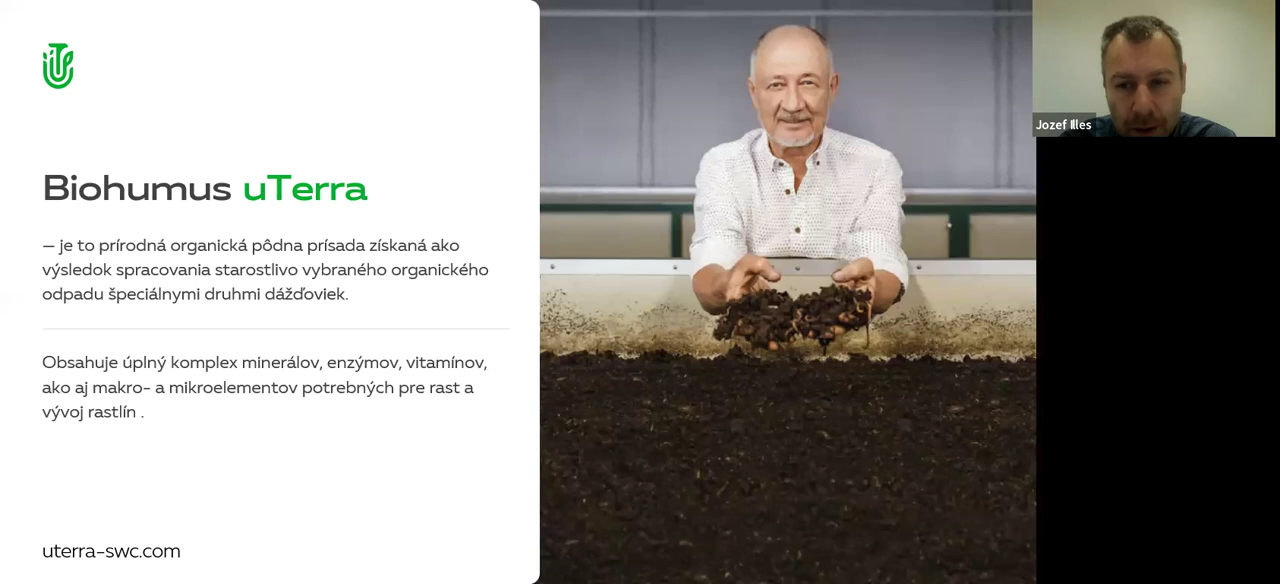 Biohumus uTerra
– je to prírodná organická pôdna prísada získaná ako
výsledok spracovania starostlivo vybraného organického
odpadu špeciálnymi druhmi dážďoviek.
Obsahuje úplný komplex minerálov, enzýmov, vitamínov,
ako aj makro- a mikroelementov potrebných pre rast a
vývoj rastlín .
uterra-swc.com
Jozef Illes